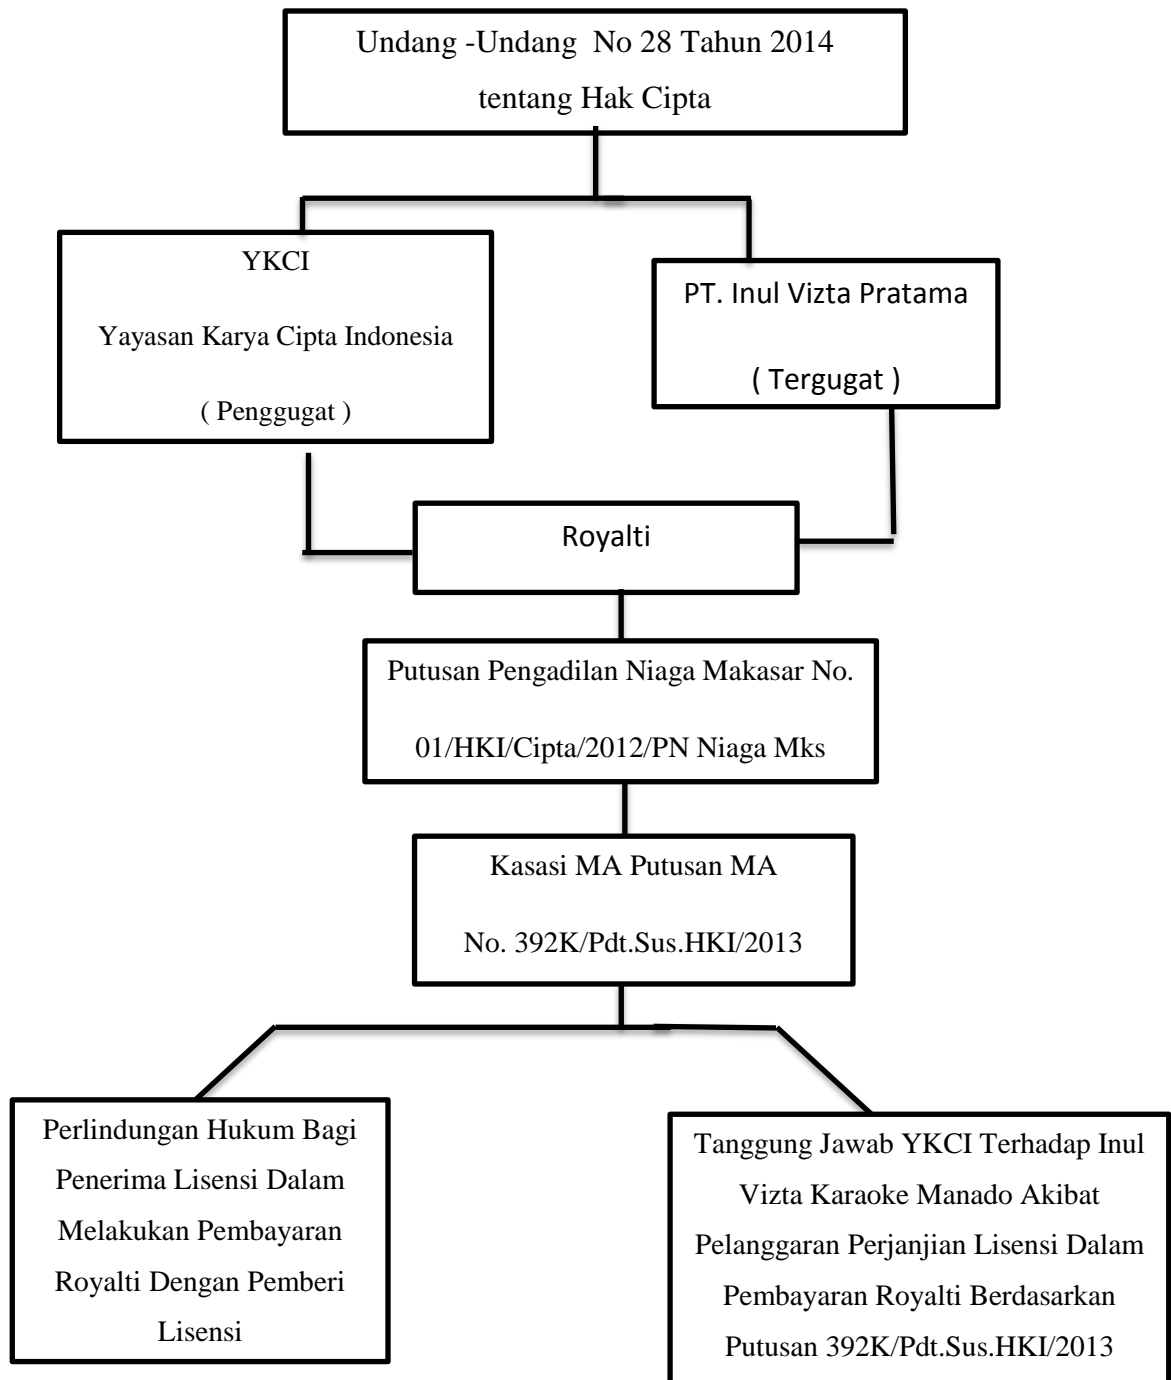 Undang -Undang No 28 Tahun 2014
tentang Hak Cipta
YKCI
Yayasan Karya Cipta Indonesia
( Penggugat )
PT. Inul Vizta Pratama
( Tergugat )
Royalti
Putusan Pengadilan Niaga Makasar No.
01/HKI/Cipta/2012/PN Niaga Mks
Kasasi MA Putusan MA
No. 392K/Pdt.Sus.HKI/2013
Perlindungan Hukum Bagi
Penerima Lisensi Dalam
Melakukan Pembayaran
Royalti Dengan Pemberi
Lisensi
Tanggung Jawab YKCI Terhadap Inul
Vizta Karaoke Manado Akibat
Pelanggaran Perjanjian Lisensi Dalam
Pembayaran Royalti Berdasarkan
Putusan 392K/Pdt.Sus.HKI/2013